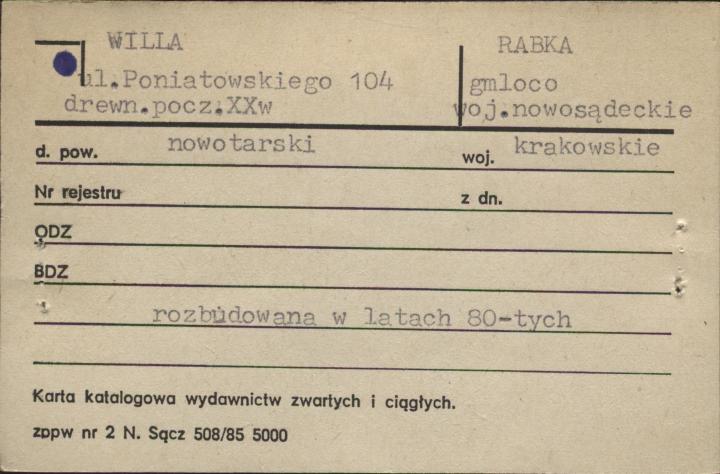 WILLA
RABKA
ul.Poniatowskiego 104
gmloco
drewn.pocz.XXw
woj.nowosądeckie
d. pow. nowotarski woj. krakowskie
Nr rejestru z dn.
ODZ
BDZ
rozbudowana w latach 80-tych
Karta katalogowa wydawnictw zwartych i ciągłych.
zppw nr 2 N. Sącz 508/85 5000